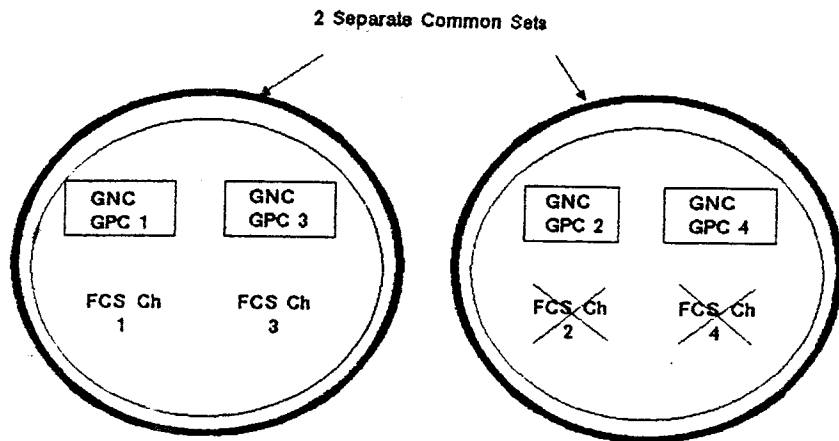 2 Separate Common Sets
GNC
GPC 1
GNC
GPC 3
FCS Ch
1
FCS Ch
3
GNC
GPC 2
GNC
GPC 4
FCS Ch
2
FCS Ch
4